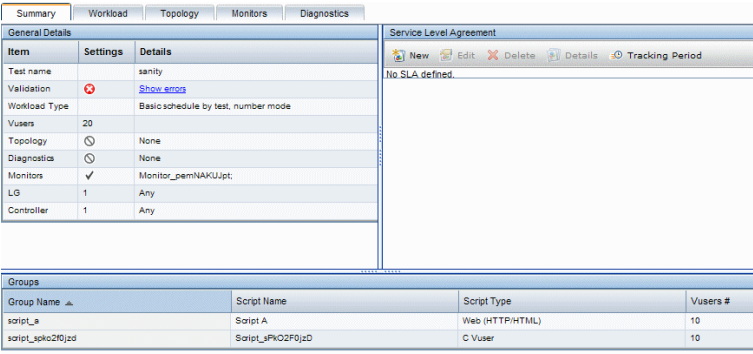 Summary Workload Topology Monitors Diagnostics
General Details
Item Settings Details
Test name sanity
Validation Show errors
Workload Type Basic schedule by test, number mode
Vusers 20
Topology None
Diagnostics None
Monitors Monitor_pemNAKUJpt;
LG 1 Any
Controller 1 Any
Service Level Agreement
New Edit Delete Details Tracking Period
No SLA defined.
Groups
Group Name Script Name Script Type Vusers #
script_a Script A Web (HTTP/HTML) 10
script_spko2f0jzd Script_sPkO2F0jzD C Vuser 10